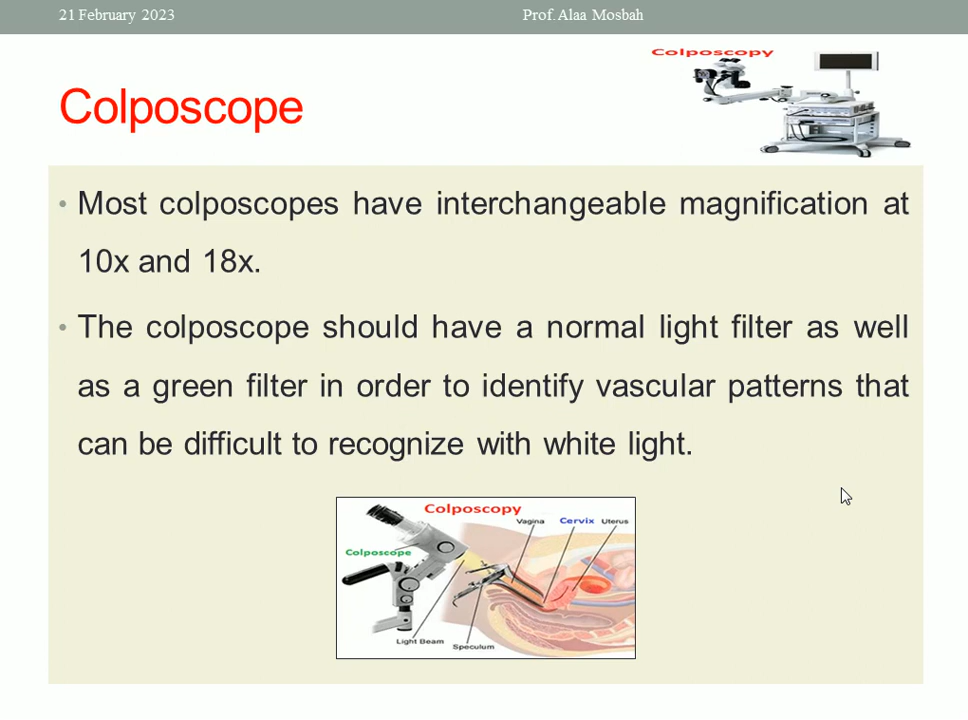 21 February 2023 Prof. Alaa Mosbah
Colposcopy
Colposcope
• Most colposcopes have interchangeable magnification at
10x and 18x.
• The colposcope should have a normal light filter as well
as a green filter in order to identify vascular patterns that
can be difficult to recognize with white light.
Colposcopy
Vagina Cervix Uterus
Colposcope
Light Beam
Speculum